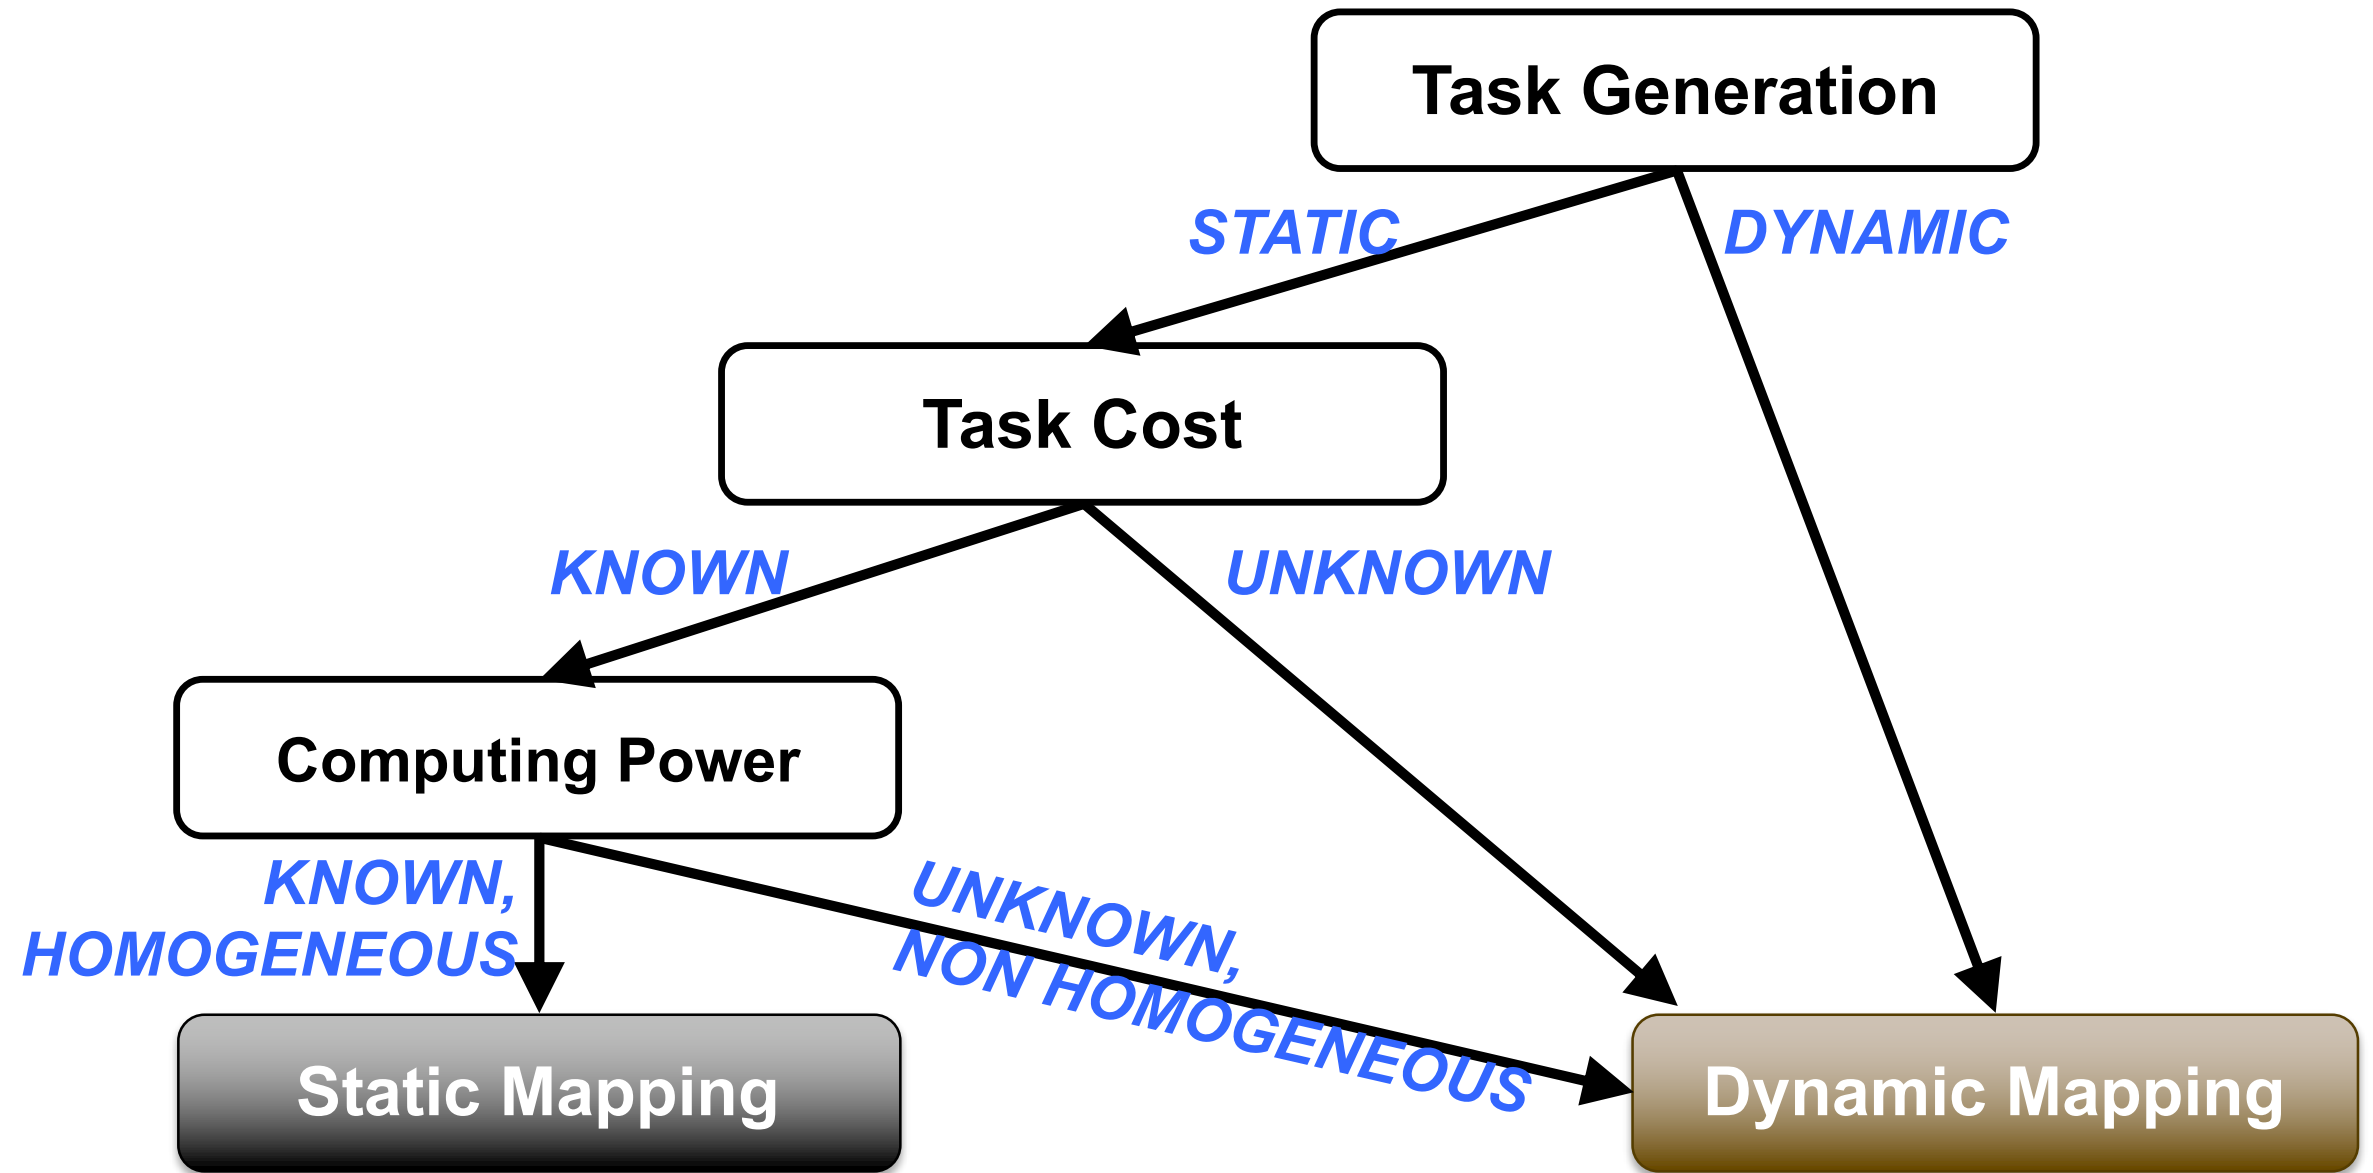 Task Generation
STATIC
DYNAMIC
Task Cost
KNOWN
UNKNOWN
Computing Power
KNOWN,
HOMOGENEOUS
UNKNOWN,
NON HOMOGENEOUS
Static Mapping
Dynamic Mapping